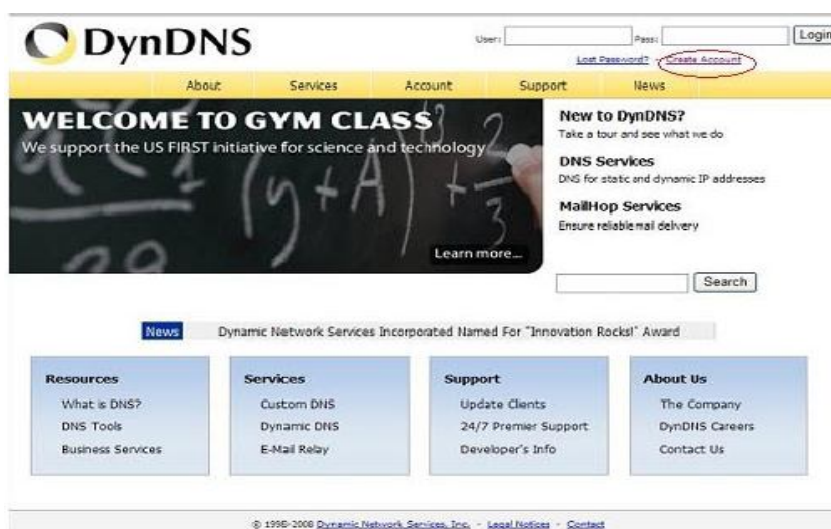 DynDNS
User:
Pass:
Login
Lost Password? - Create Account
About Services Account Support News
WELCOME TO GYM CLASS
We support the US FIRST initiative for science and technology
(y+A) + 2/3
Learn more...
New to DynDNS?
Take a tour and see what we do
DNS Services
DNS for static and dynamic IP addresses
MailHop Services
Ensure reliable mail delivery
Search
News Dynamic Network Services Incorporated Named For "Innovation Rocks!" Award
Resources
What is DNS?
DNS Tools
Business Services
Services
Custom DNS
Dynamic DNS
E-Mail Relay
Support
Update Clients
24/7 Premier Support
Developer's Info
About Us
The Company
DynDNS Careers
Contact Us
© 1998-2008 Dynamic Network Services, Inc. - Legal Notices - Contact